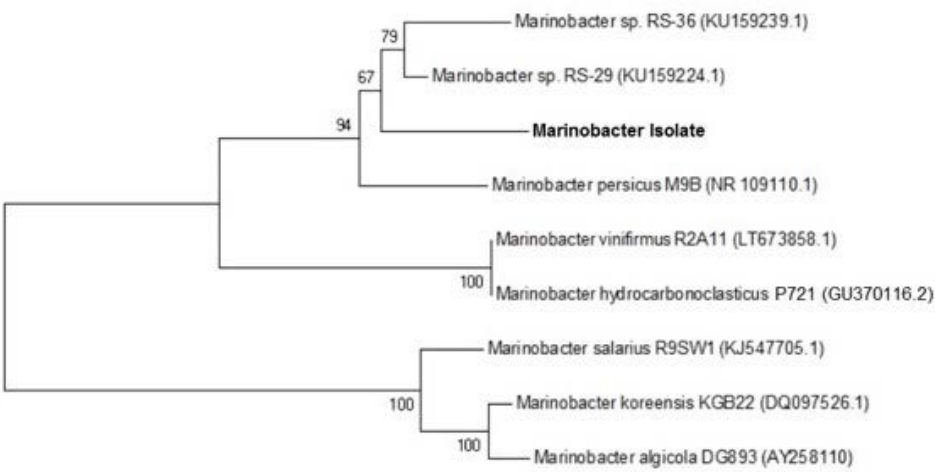 Marinobacter sp. RS-36 (KU159239.1)
79
Marinobacter sp. RS-29 (KU159224.1)
67
Marinobacter Isolate
94
Marinobacter persicus M9B (NR 109110.1)
Marinobacter vinifirmus R2A11 (LT673858.1)
100
Marinobacter hydrocarbonoclasticus P721 (GU370116.2)
Marinobacter salarius R9SW1 (KJ547705.1)
100
Marinobacter koreensis KGB22 (DQ097526.1)
100
Marinobacter algicola DG893 (AY258110)